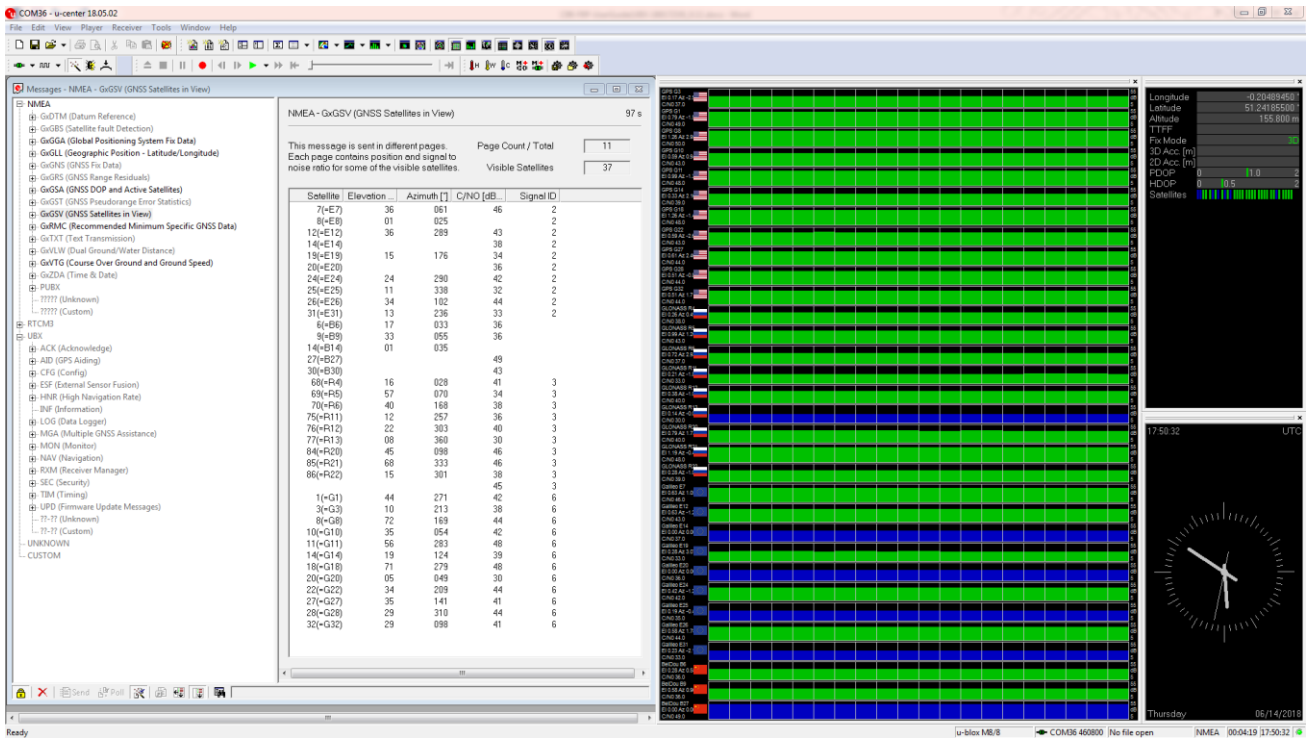 COM36 - u-center 18.05.02
File Edit View Player Receiver Tools Window Help
Messages - NMEA - GxGSV (GNSS Satellites in View)
NMEA
GxDTM (Datum Reference)
GxGBS (Satellite fault Detection)
GxGGA (Global Positioning System Fix Data)
GxGLL (Geographic Position - Latitude/Longitude)
GxGNS (GNSS Fix Data)
GxGRS (GNSS Range Residuals)
GxGSA (GNSS DOP and Active Satellites)
GxGST (GNSS Pseudorange Error Statistics)
GxGSV (GNSS Satellites in View)
GxRMC (Recommended Minimum Specific GNSS Data)
GxTXT (Text Transmission)
GxVLW (Dual Ground/Water Distance)
GxVTG (Course Over Ground and Ground Speed)
GxZDA (Time & Date)
PUBX
????? (Unknown)
????? (Custom)
RTCM3
UBX
ACK (Acknowledge)
AID (GPS Aiding)
CFG (Config)
ESF (External Sensor Fusion)
HNR (High Navigation Rate)
INF (Information)
LOG (Data Logger)
MGA (Multiple GNSS Assistance)
MON (Monitor)
NAV (Navigation)
RXM (Receiver Manager)
SEC (Security)
TIM (Timing)
UPD (Firmware Update Messages)
??-?? (Unknown)
??-?? (Custom)
UNKNOWN
CUSTOM
NMEA - GxGSV (GNSS Satellites in View) 97 s
This message is sent in different pages. Page Count / Total 11
Each page contains position and signal to
noise ratio for some of the visible satellites. Visible Satellites 37
Satellite Elevation ... Azimuth [°] C/NO [dB... Signal ID
7(=E7) 36 061 46 2
8(=E8) 01 025 2
12(=E12) 36 289 43 2
14(=E14) 38 2
19(=E19) 15 176 34 2
20(=E20) 36 2
24(=E24) 24 290 42 2
25(=E25) 11 338 32 2
26(=E26) 34 102 44 2
31(=E31) 13 236 33 2
6(=B6) 17 033 36
9(=B9) 33 055 36
14(=B14) 01 035
27(=B27) 49
30(=B30) 43
68(=R4) 16 028 41 3
69(=R5) 57 070 34 3
70(=R6) 40 168 38 3
75(=R11) 12 257 36 3
76(=R12) 22 303 40 3
77(=R13) 08 360 30 3
84(=R20) 45 098 46 3
85(=R21) 68 333 46 3
86(=R22) 15 301 38 3
45 3
1(=G1) 44 271 42 6
3(=G3) 10 213 38 6
8(=G8) 72 169 44 6
10(=G10) 35 054 42 6
11(=G11) 56 283 48 6
14(=G14) 19 124 39 6
18(=G18) 71 279 48 6
20(=G20) 05 049 30 6
22(=G22) 34 209 44 6
27(=G27) 35 141 41 6
28(=G28) 29 310 44 6
32(=G32) 29 098 41 6
Send Poll
Longitude -0.20489450 °
Latitude 51.24185500 °
Altitude 155.800 m
TTFF
Fix Mode 3D
3D Acc. [m]
2D Acc. [m]
PDOP 0 1.0 2
HDOP 0 0.5 2
Satellites
17:50:32 UTC
Thursday 06/14/2018
Ready
u-blox M8/8 COM36 460800 No file open NMEA 00:04:19 17:50:32